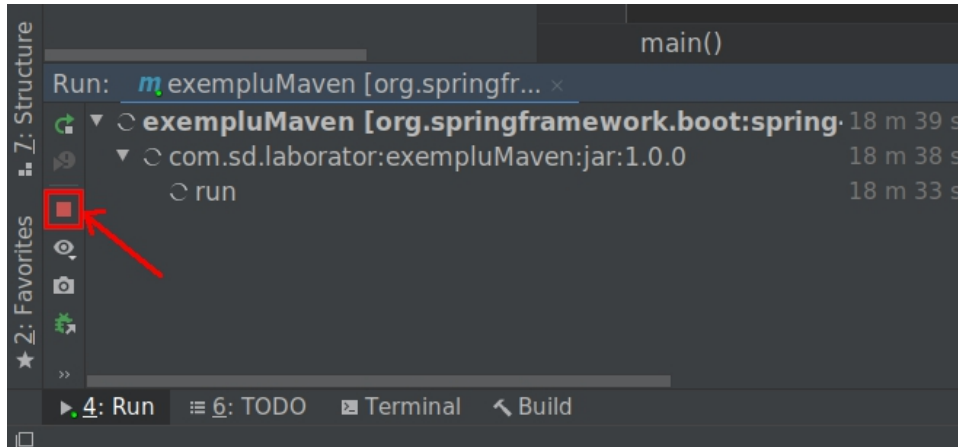 main()
Run: m exempluMaven [org.springfr... ×
exempluMaven [org.springframework.boot:spring- 18 m 39 s
com.sd.laborator:exempluMaven:jar:1.0.0 18 m 38 s
run 18 m 33 s
7: Structure
2: Favorites
9
»
4: Run 6: TODO Terminal Build